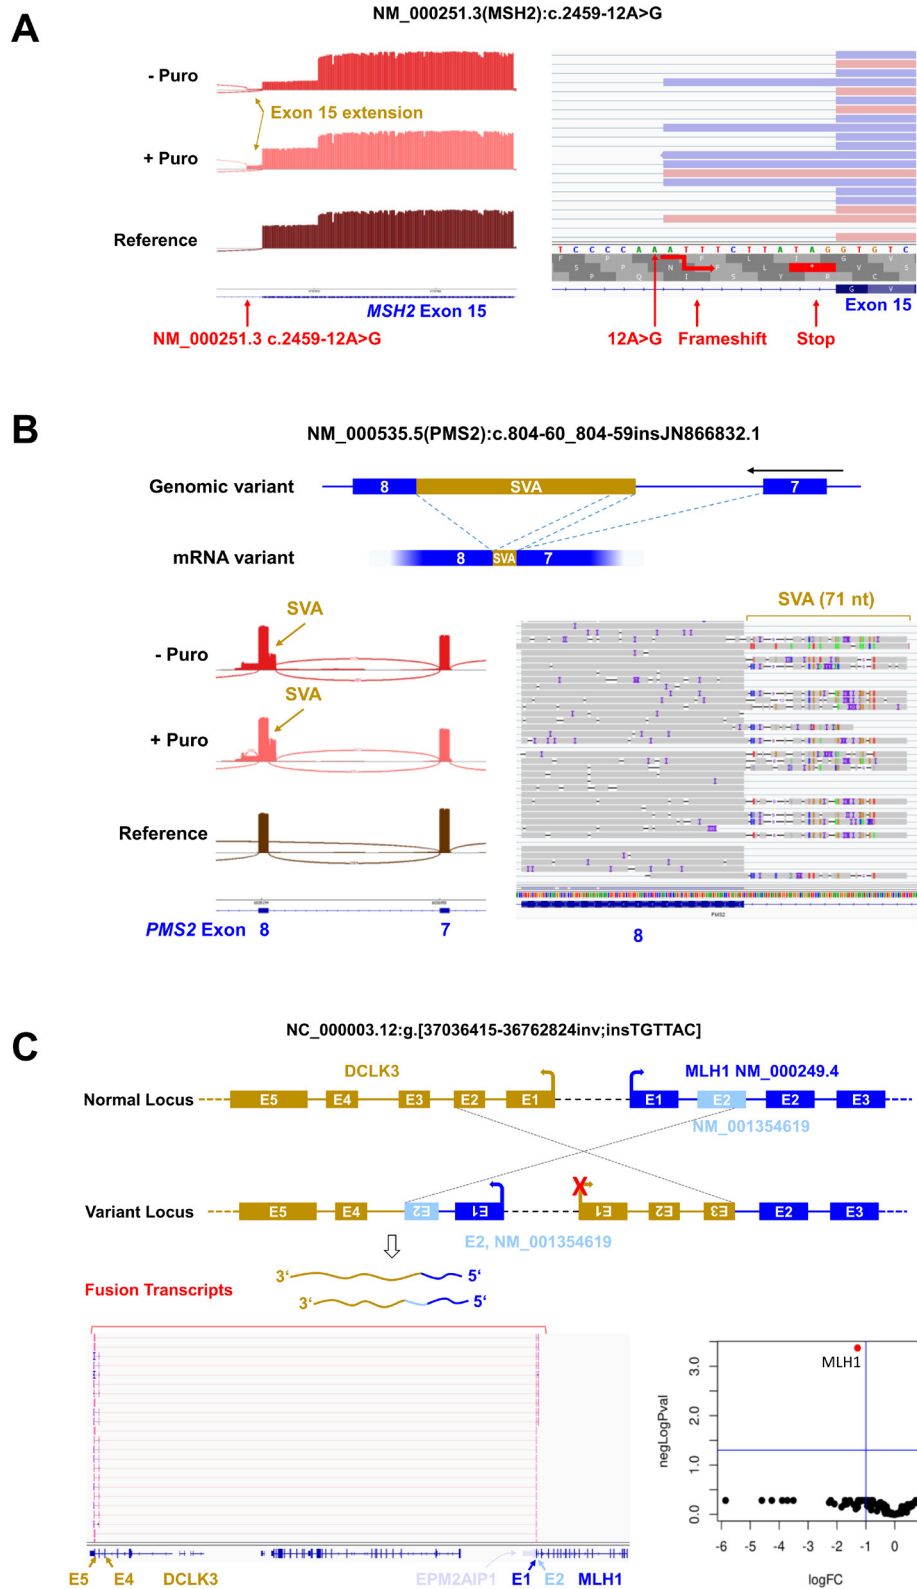 A
NM_000251.3(MSH2):c.2459-12A>G
- Puro
Exon 15 extension
+ Puro
Reference
MSH2 Exon 15
NM_000251.3 c.2459-12A>G
T C C C C A A A T T T C T T A T A G G T G T C
F P P L I G V
S P N P L * V S
P Q I S Y R C
G V
Exon 15
12A>G Frameshift Stop
B
NM_000535.5(PMS2):c.804-60_804-59insJN866832.1
Genomic variant
8 SVA 7
mRNA variant
8 SVA 7
SVA
- Puro
SVA
+ Puro
Reference
PMS2 Exon 8 7
SVA (71 nt)
PMS2
8
C
NC_000003.12:g.[37036415-36762824inv;insTGTTAC]
DCLK3
MLH1 NM_000249.4
Normal Locus
E5 E4 E3 E2 E1 E1 E2 E2 E3
NM_001354619
X
Variant Locus
E5 E4 E2 E1 E1 E2 E3 E2 E3
E2, NM_001354619
Fusion Transcripts
3‘ 5‘
3‘ 5‘
E5 E4 DCLK3 EPM2AIP1 E1 E2 MLH1
MLH1
negLogPval
0.0 1.0 2.0 3.0
-6 -5 -4 -3 -2 -1 0
logFC